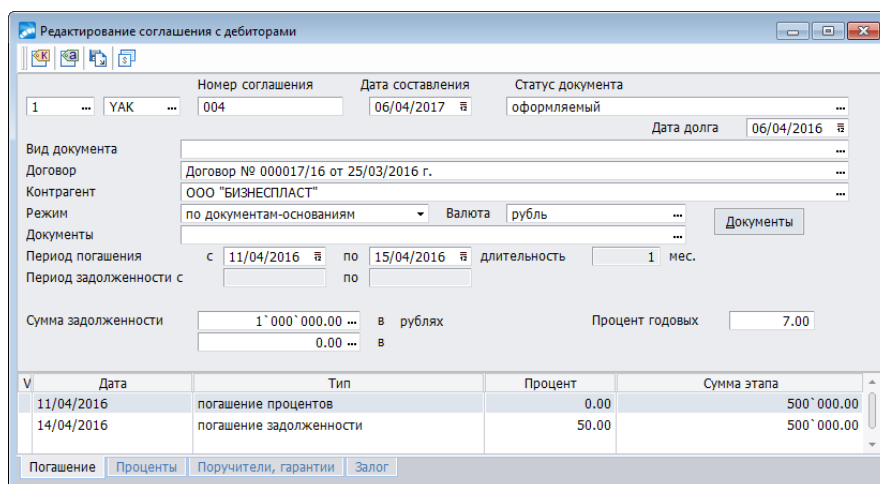 Редактирование соглашения с дебиторами
Номер соглашения Дата составления Статус документа
1 ... YAK ... 004 06/04/2017 оформляемый ...
Дата долга 06/04/2016
Вид документа ...
Договор Договор № 000017/16 от 25/03/2016 г. ...
Контрагент ООО "БИЗНЕСПЛАСТ" ...
Режим по документам-основаниям Валюта рубль ... Документы
Документы ...
Период погашения с 11/04/2016 по 15/04/2016 длительность 1 мес.
Период задолженности с по
Сумма задолженности 1`000`000.00 ... в рублях Процент годовых 7.00
0.00 ... в
V Дата Тип Процент Сумма этапа
11/04/2016 погашение процентов 0.00 500`000.00
14/04/2016 погашение задолженности 50.00 500`000.00
Погашение Проценты Поручители, гарантии Залог